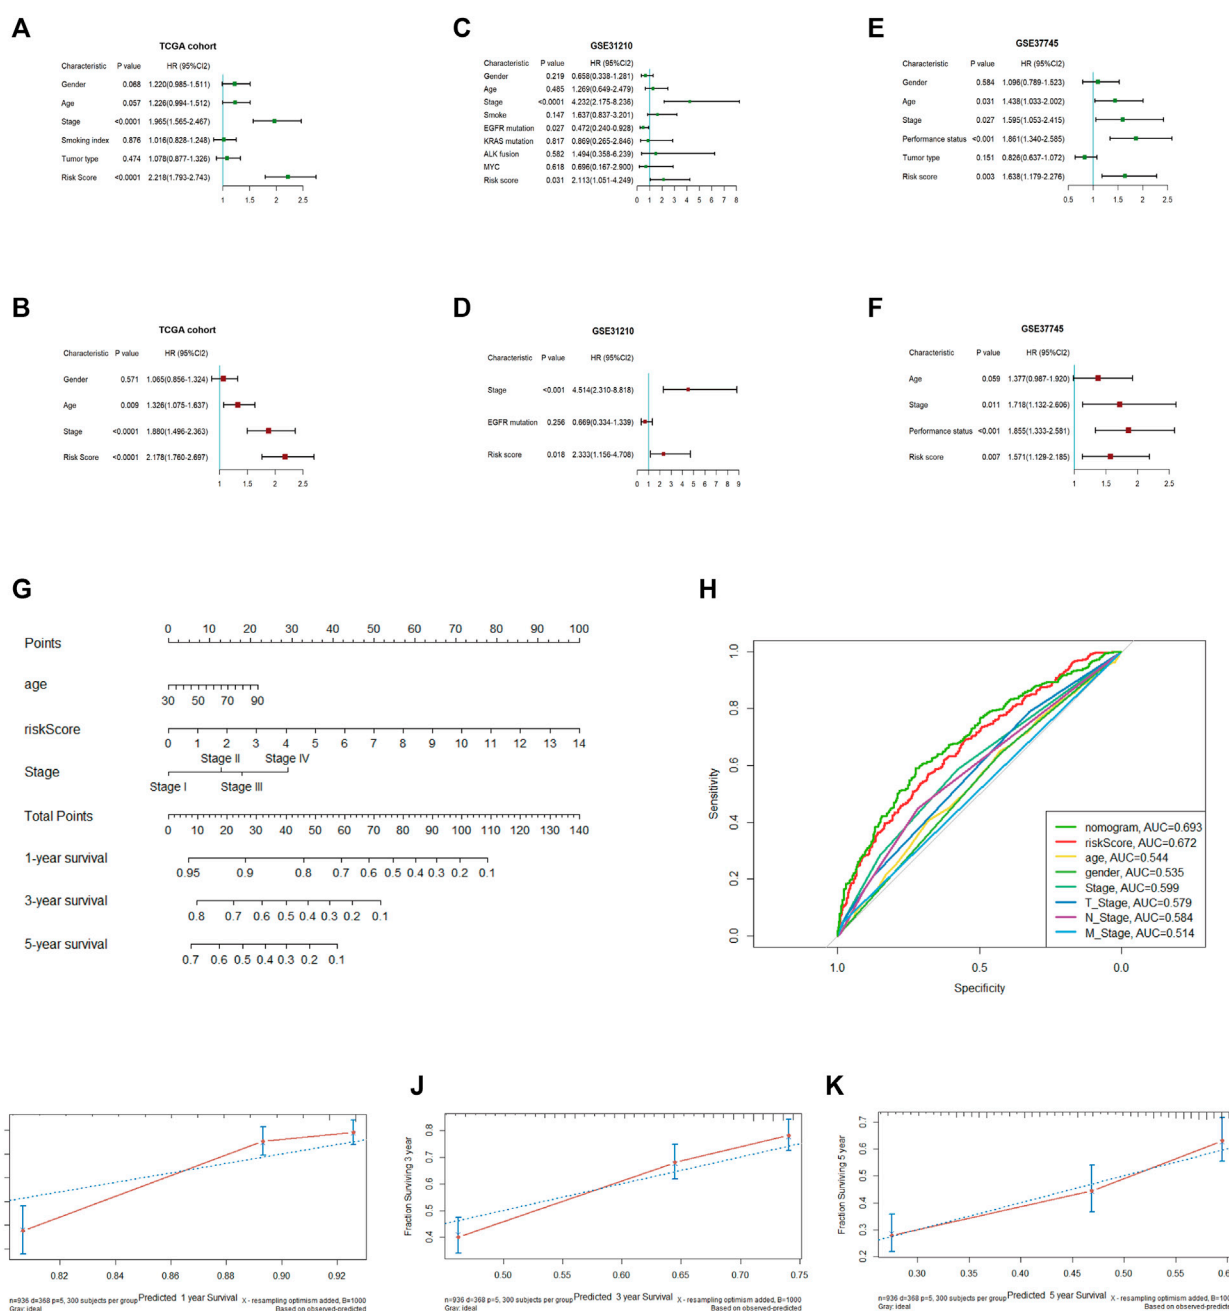 A
TCGA cohort
Characteristic P value HR (95%CI2)
Gender 0.068 1.220(0.985-1.511)
Age 0.057 1.226(0.994-1.512)
Stage <0.0001 1.965(1.565-2.467)
Smoking index 0.876 1.016(0.828-1.248)
Tumor type 0.474 1.078(0.877-1.326)
Risk Score <0.0001 2.218(1.793-2.743)
1 1.5 2 2.5
C
GSE31210
Characteristic P value HR (95%CI2)
Gender 0.219 0.658(0.338-1.281)
Age 0.485 1.269(0.649-2.479)
Stage <0.0001 4.232(2.175-8.236)
Smoke 0.147 1.637(0.837-3.201)
EGFR mutation 0.027 0.472(0.240-0.928)
KRAS mutation 0.817 0.869(0.265-2.846)
ALK fusion 0.582 1.494(0.358-6.239)
MYC 0.618 0.696(0.167-2.900)
Risk score 0.031 2.113(1.051-4.249)
0 1 2 3 4 5 6 7 8
E
GSE37745
Characteristic P value HR (95%CI2)
Gender 0.584 1.096(0.789-1.523)
Age 0.031 1.438(1.033-2.002)
Stage 0.027 1.595(1.053-2.415)
Performance status <0.001 1.861(1.340-2.585)
Tumor type 0.151 0.826(0.637-1.072)
Risk score 0.003 1.638(1.179-2.276)
0.5 1 1.5 2 2.5
B
TCGA cohort
Characteristic P value HR (95%CI2)
Gender 0.571 1.065(0.856-1.324)
Age 0.009 1.326(1.075-1.637)
Stage <0.0001 1.880(1.496-2.363)
Risk Score <0.0001 2.178(1.760-2.697)
1 1.5 2 2.5
D
GSE31210
Characteristic P value HR (95%CI2)
Stage <0.001 4.514(2.310-8.818)
EGFR mutation 0.256 0.669(0.334-1.339)
Risk score 0.018 2.333(1.156-4.708)
0 1 2 3 4 5 6 7 8 9
F
GSE37745
Characteristic P value HR (95%CI2)
Age 0.059 1.377(0.987-1.920)
Stage 0.011 1.718(1.132-2.606)
Performance status <0.001 1.855(1.333-2.581)
Risk score 0.007 1.571(1.129-2.185)
1 1.5 2 2.5
G
Points 0 10 20 30 40 50 60 70 80 90 100
age
30 50 70 90
riskScore
0 1 2 3 4 5 6 7 8 9 10 11 12 13 14
Stage II Stage IV
Stage
Stage I Stage III
Total Points
0 10 20 30 40 50 60 70 80 90 100 110 120 130 140
1-year survival
0.95 0.9 0.8 0.7 0.6 0.5 0.4 0.3 0.2 0.1
3-year survival
0.8 0.7 0.6 0.5 0.4 0.3 0.2 0.1
5-year survival
0.7 0.6 0.5 0.4 0.3 0.2 0.1
H
Sensitivity
1.0
0.8
0.6
0.4
0.2
0.0
nomogram, AUC=0.693
riskScore, AUC=0.672
age, AUC=0.544
gender, AUC=0.535
Stage, AUC=0.599
T_Stage, AUC=0.579
N_Stage, AUC=0.584
M_Stage, AUC=0.514
1.0 0.5 0.0
Specificity
0.82 0.84 0.86 0.88 0.90 0.92
Predicted 1 year Survival
n=936 d=368 p=5, 300 subjects per group
Gray: ideal
X - resampling optimism added, B=1000
Based on observed-predicted
J
Fraction Surviving 3 year
0.8
0.7
0.6
0.5
0.4
0.50 0.55 0.60 0.65 0.70 0.75
Predicted 3 year Survival
n=936 d=368 p=5, 300 subjects per group
Gray: ideal
X - resampling optimism added, B=1000
Based on observed-predicted
K
Fraction Surviving 5 year
0.7
0.6
0.5
0.4
0.3
0.2
0.30 0.35 0.40 0.45 0.50 0.55
Predicted 5 year Survival
n=936 d=368 p=5, 300 subjects per group
Gray: ideal
X - resampling optimism added, B=1000
Based on observed-predicted